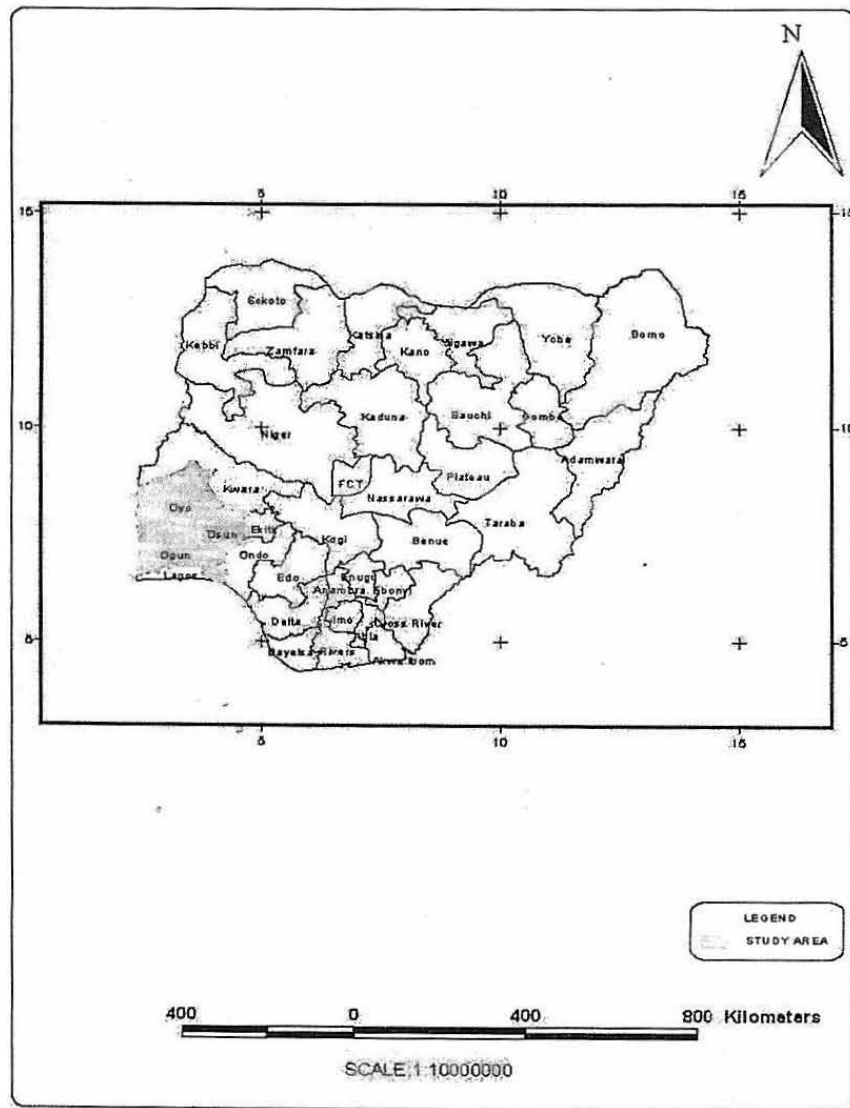 N
5 10 15
15 15
Sokoto
Kebbi Zamfara Katsina Kano Jigawa Yobe Borno
Kaduna Bauchi Gombe
10 Niger 10
Adamwara
Kwara FCT Plateau
Nassarawa
Oyo Taraba
Osun Ekiti Kogi Benue
Ogun Ondo
Lagos Edo Enugu
Anambra Ebonyi
Delta Imo Cross River
5 Abia 5
Bayelsa Rivers Akwa Ibom
5 10 15
LEGEND
STUDY AREA
400 0 400 800 Kilometers
SCALE 1:10000000